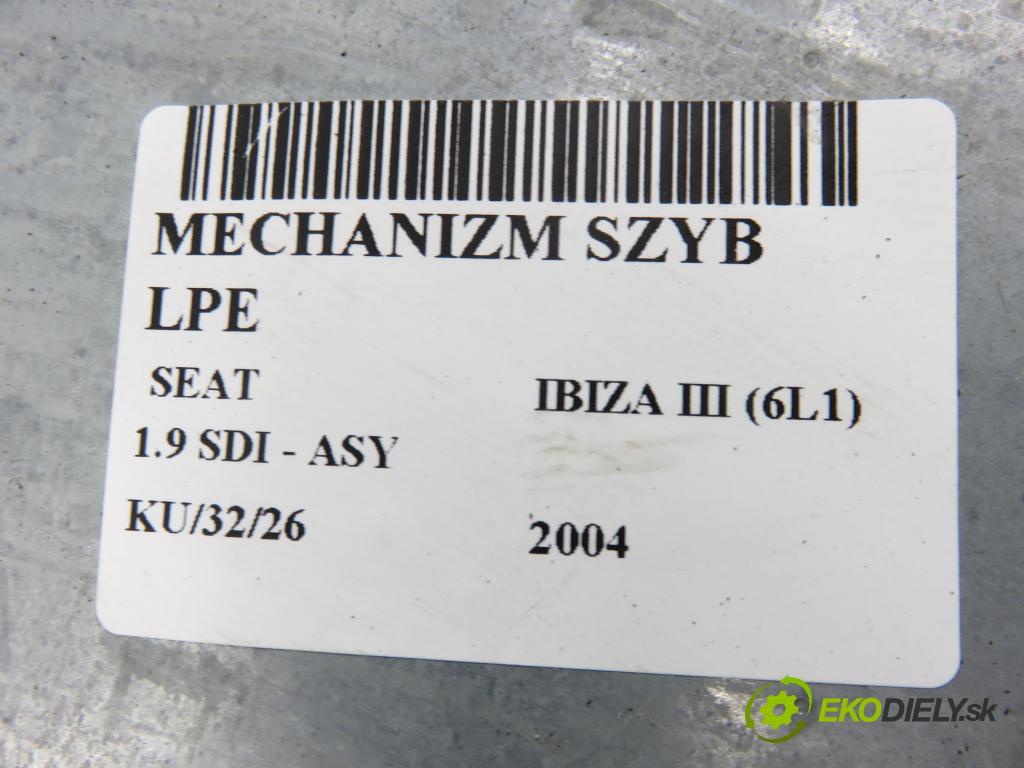 MECHANIZM SZYB
LPE
SEAT IBIZA III (6L1)
1.9 SDI - ASY
KU/32/26 2004
EKODIELY.sk